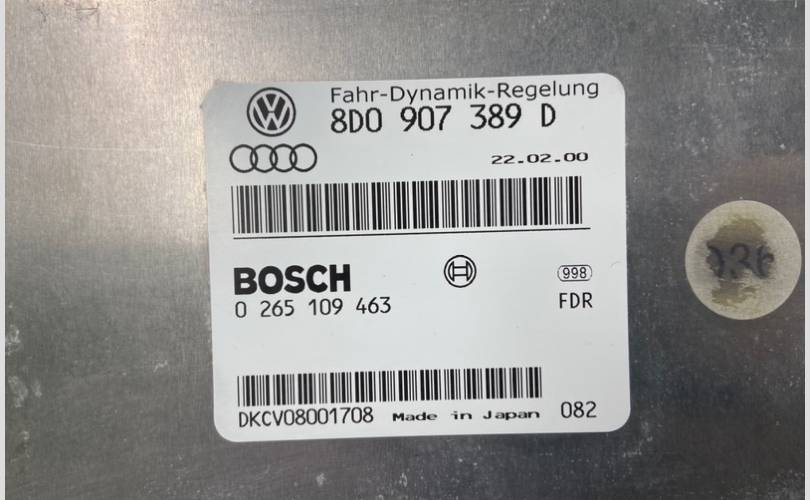 Fahr-Dynamik-Regelung
8D0 907 389 D
22.02.00
BOSCH
0 265 109 463
998
FDR
DKCV08001708 Made in Japan 082